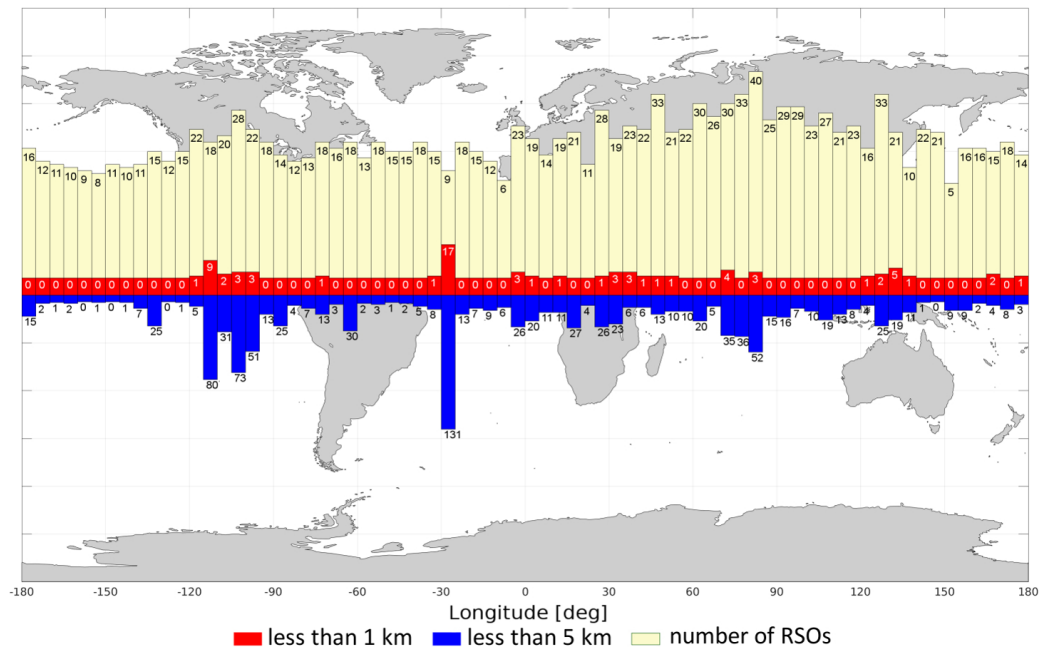 16 12 11 10 9 8 11 10 11 15 12 15 22 18 20 28 22 18 14 12 13 18 16 18 13 18 15 15 18 15 9 18 15 12 6 23 19 14 19 21 11 28 19 23 22 33 21 22 30 26 30 33 40 25 29 29 23 27 21 23 16 33 21 10 22 21 5 16 16 15 18 14
0 0 0 0 0 0 0 0 0 0 0 0 1 9 2 3 3 0 0 0 0 1 0 0 0 0 0 0 0 1 17 0 0 0 0 3 1 0 1 0 0 1 3 3 1 1 1 0 0 0 4 0 3 0 0 0 0 0 0 0 1 2 5 0 0 0 0 0 0 2 0 1
15 2 1 2 0 1 0 1 7 25 0 1 5 80 31 73 51 13 25 4 7 13 3 30 2 3 1 2 5 8 131 13 7 9 6 26 20 11 11 27 4 26 23 6 6 13 10 10 20 5 35 36 52 15 16 7 10 19 13 8 4 25 19 11 1 0 9 9 2 4 8 3
-180 -150 -120 -90 -60 -30 0 30 60 90 120 150 180
Longitude [deg]
less than 1 km less than 5 km number of RSOs